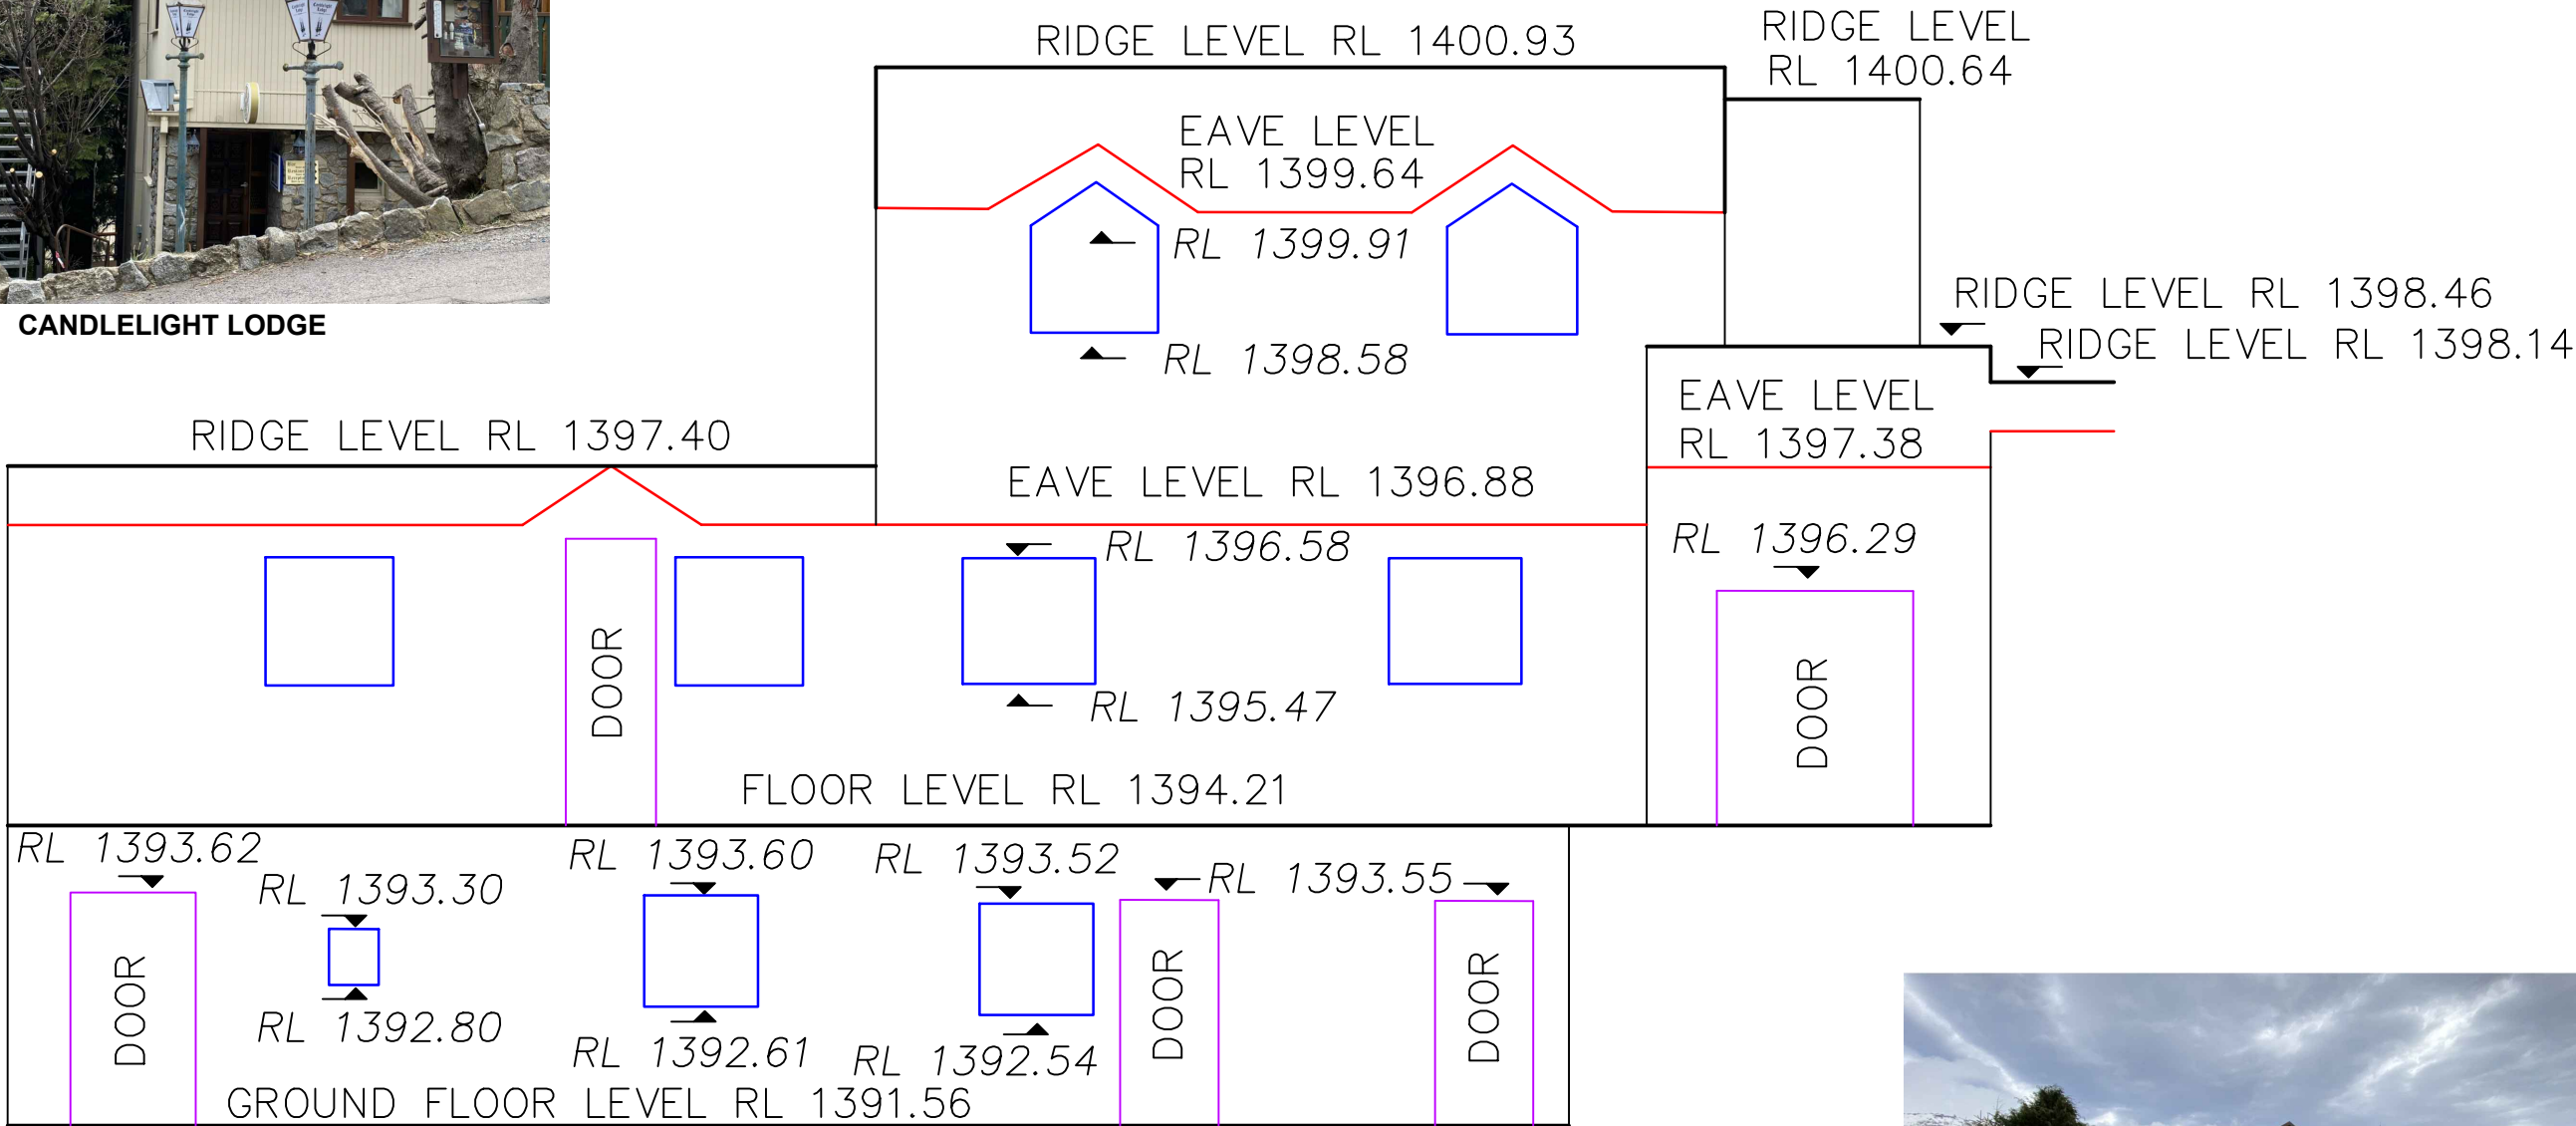 RIDGE LEVEL RL 1400.93
RIDGE LEVEL
RL 1400.64
EAVE LEVEL
RL 1399.64
RL 1399.91
RL 1398.58
CANDLELIGHT LODGE
RIDGE LEVEL RL 1398.46
RIDGE LEVEL RL 1398.14
EAVE LEVEL
RL 1397.38
RIDGE LEVEL RL 1397.40
EAVE LEVEL RL 1396.88
RL 1396.58
RL 1396.29
DOOR
RL 1395.47
DOOR
FLOOR LEVEL RL 1394.21
RL 1393.62
RL 1393.30
RL 1393.60
RL 1393.52
RL 1393.55
DOOR
DOOR
DOOR
RL 1392.80
RL 1392.61
RL 1392.54
GROUND FLOOR LEVEL RL 1391.56